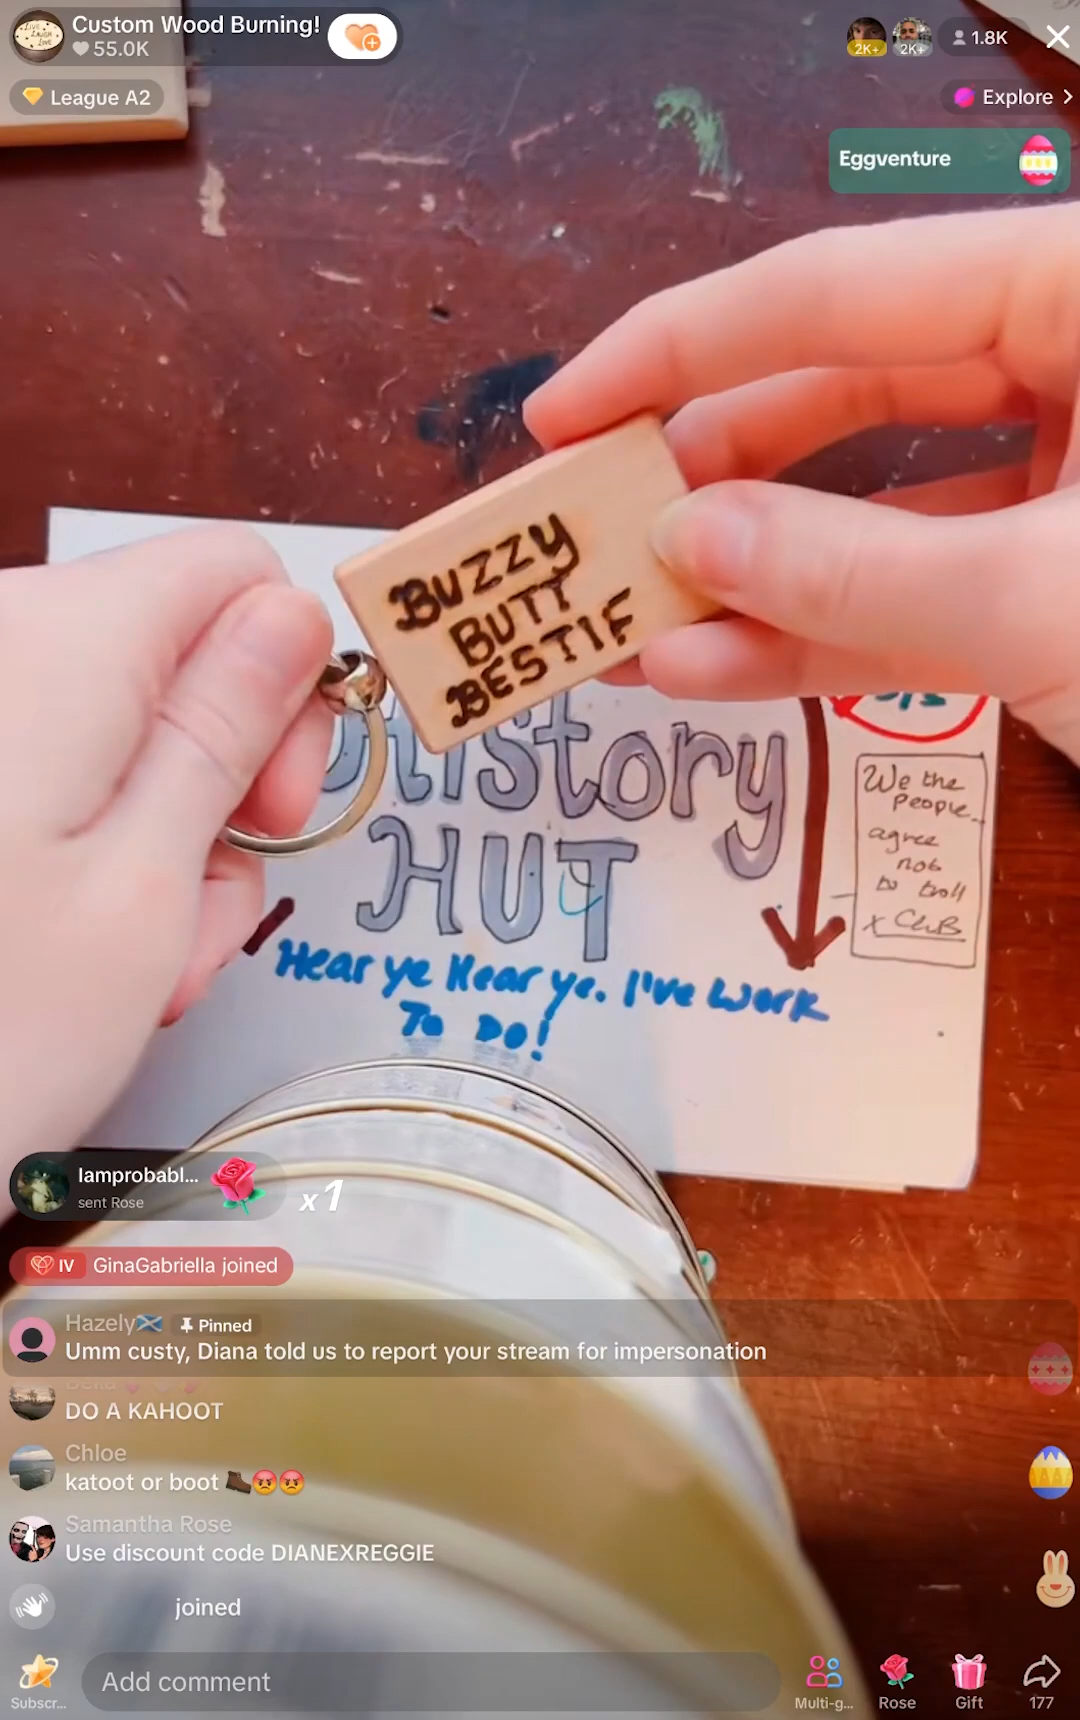 Custom Wood Burning!
55.0K
2K+
2K+
1.8K
League A2
Explore
Eggventure
BUZZY
BUTT
BESTIE
HUT
Hear ye Hear ye. I've work
To Do!
We the
People
agree
not
to troll
x
Iamprobabl...
sent Rose
x1
IV GinaGabriella joined
Hazely Pinned
Umm custy, Diana told us to report your stream for impersonation
DO A KAHOOT
Chloe
katoot or boot
Samantha Rose
Use discount code DIANEXREGGIE
joined
Subscr...
Add comment
Multi-g...
Rose
Gift
177